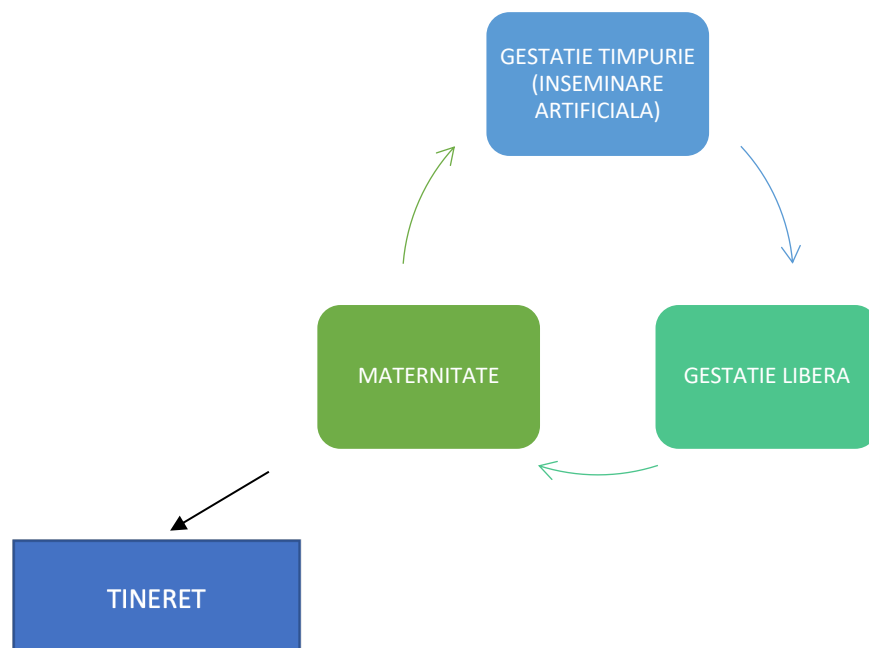 GESTATIE TIMPURIE
(INSEMINARE
ARTIFICIALA)
MATERNITATE
GESTATIE LIBERA
TINERET